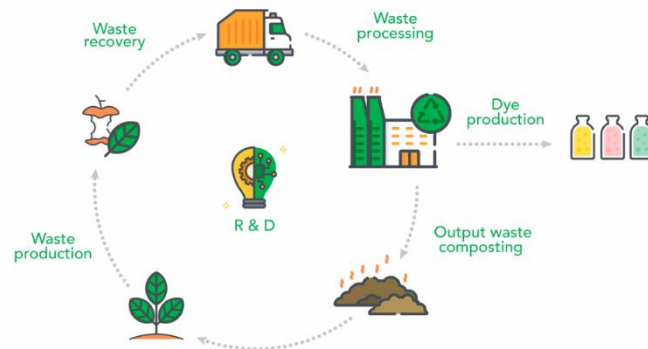 Waste
recovery
Waste
processing
Dye
production
R & D
Waste
production
Output waste
composting